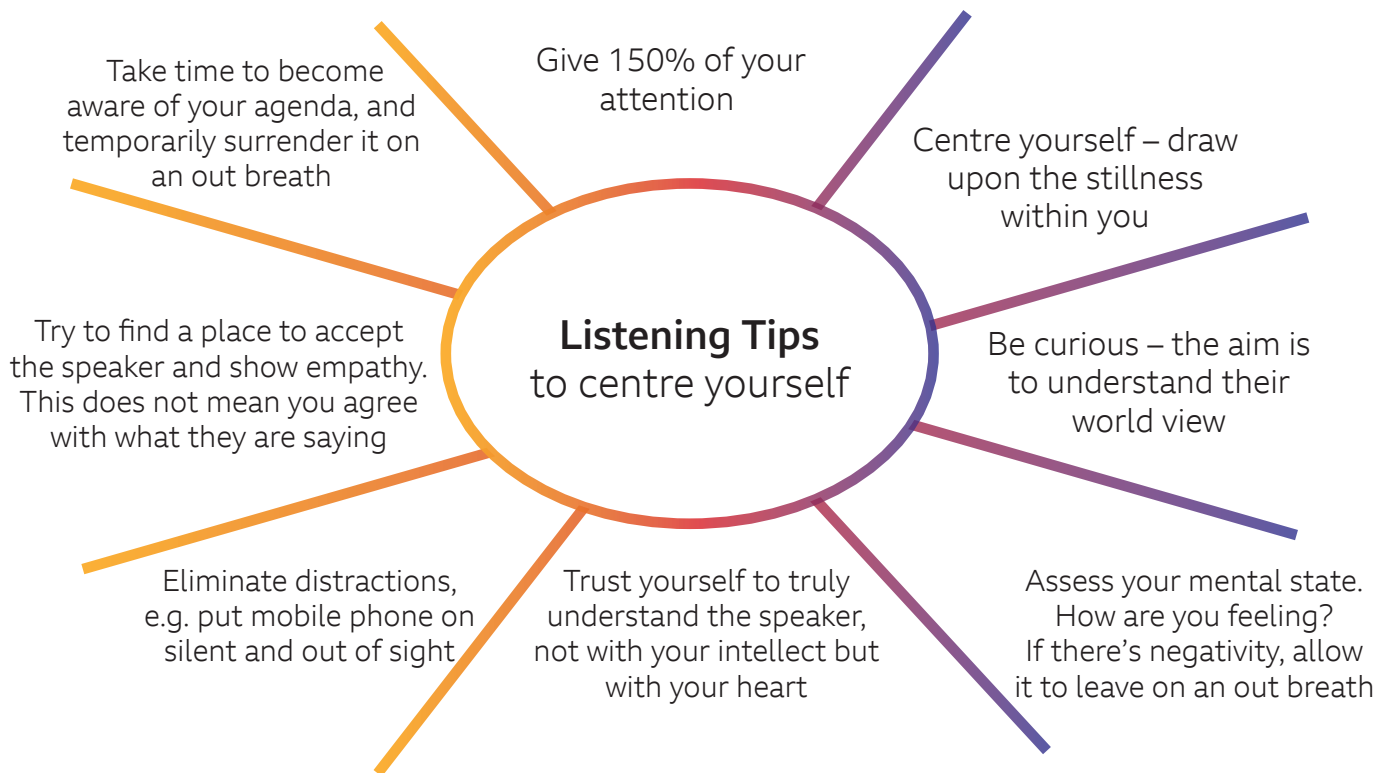 Listening Tips
to centre yourself
Give 150% of your
attention
Centre yourself – draw
upon the stillness
within you
Be curious – the aim is
to understand their
world view
Assess your mental state.
How are you feeling?
If there’s negativity, allow
it to leave on an out breath
Trust yourself to truly
understand the speaker,
not with your intellect but
with your heart
Eliminate distractions,
e.g. put mobile phone on
silent and out of sight
Try to find a place to accept
the speaker and show empathy.
This does not mean you agree
with what they are saying
Take time to become
aware of your agenda, and
temporarily surrender it on
an out breath